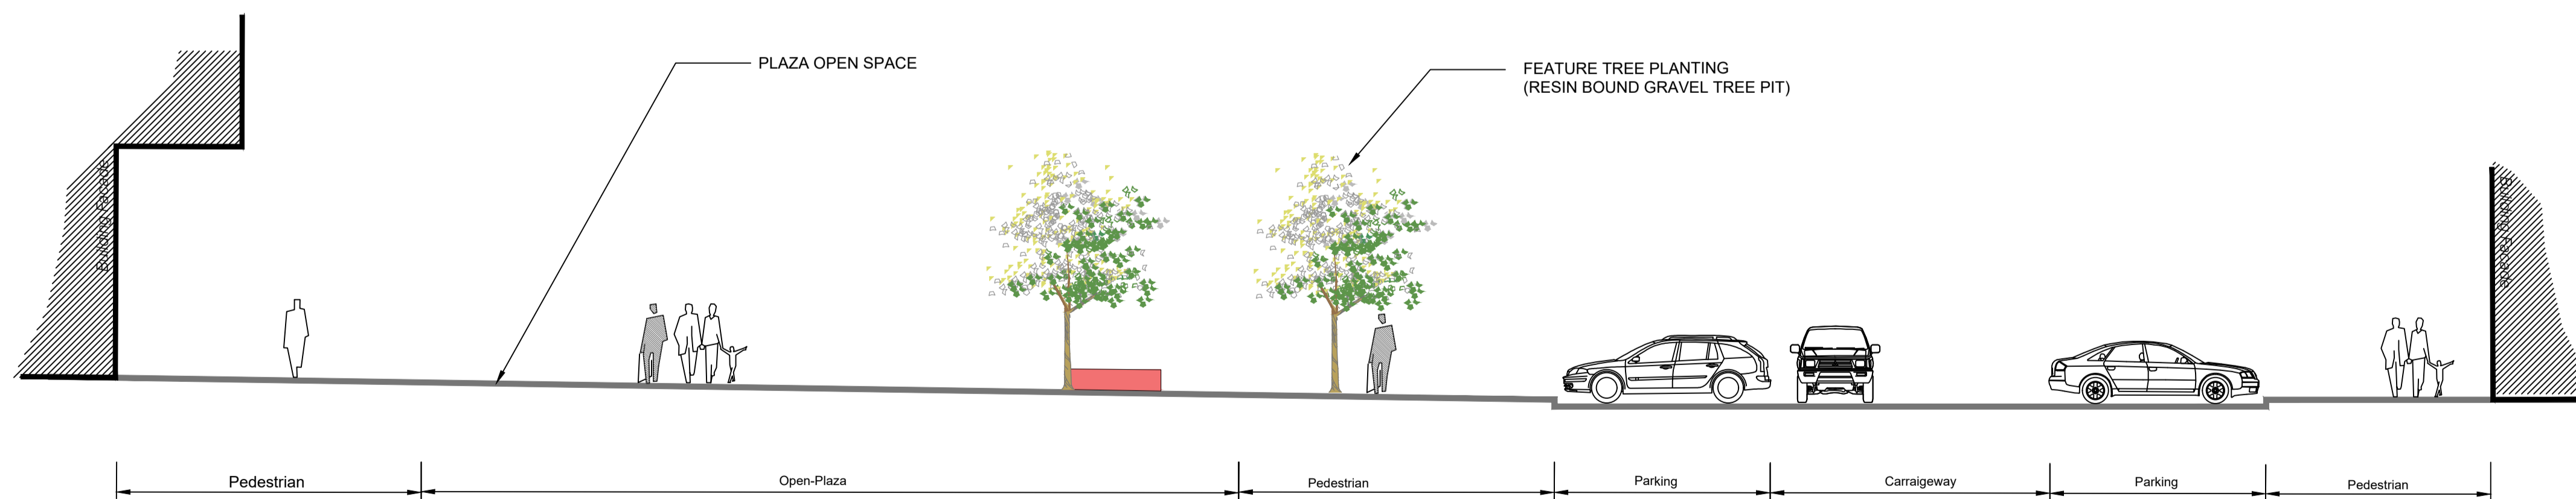 PLAZA OPEN SPACE
FEATURE TREE PLANTING
(RESIN BOUND GRAVEL TREE PIT)
Building Facade
Building Facade
Pedestrian
Open-Plaza
Pedestrian
Parking
Carraigeway
Parking
Pedestrian